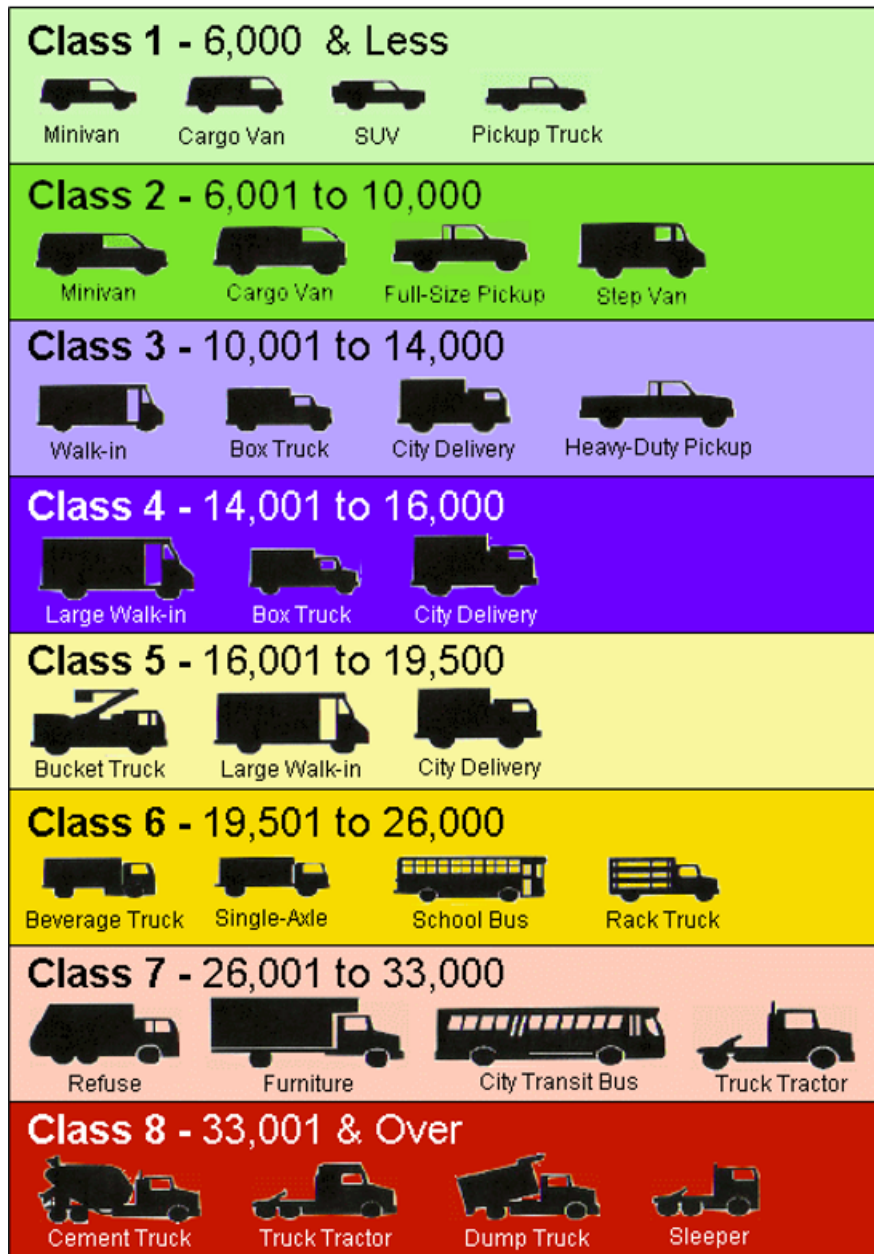 Class 1 - 6,000 & Less
Minivan Cargo Van SUV Pickup Truck
Class 2 - 6,001 to 10,000
Minivan Cargo Van Full-Size Pickup Step Van
Class 3 - 10,001 to 14,000
Walk-in Box Truck City Delivery Heavy-Duty Pickup
Class 4 - 14,001 to 16,000
Large Walk-in Box Truck City Delivery
Class 5 - 16,001 to 19,500
Bucket Truck Large Walk-in City Delivery
Class 6 - 19,501 to 26,000
Beverage Truck Single-Axle School Bus Rack Truck
Class 7 - 26,001 to 33,000
Refuse Furniture City Transit Bus Truck Tractor
Class 8 - 33,001 & Over
Cement Truck Truck Tractor Dump Truck Sleeper